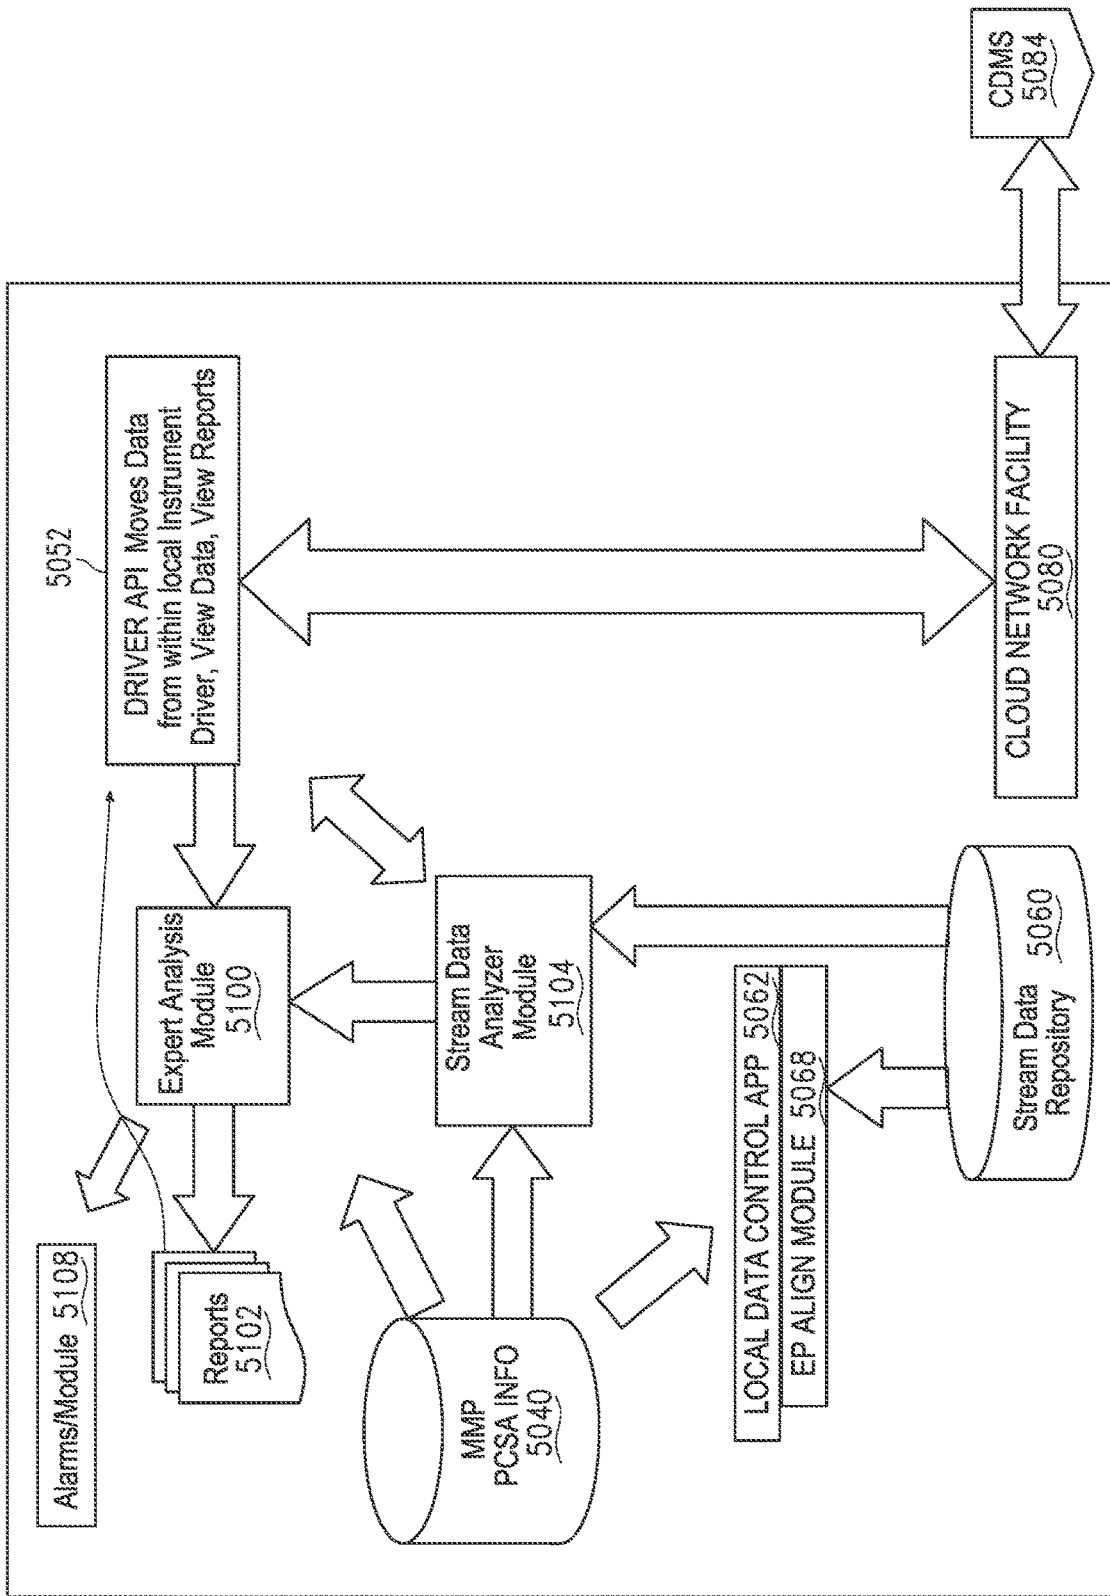 5052
DRIVER API Moves Data
from within local Instrument
Driver, View Data, View Reports
Alarms/Module 5108
Reports
5102
Expert Analysis
Module
5100
MMP
PCSA INFO
5040
Stream Data
Analyzer
Module
5104
LOCAL DATA CONTROL APP 5062
EP ALIGN MODULE 5068
Stream Data
Repository
5060
CLOUD NETWORK FACILITY
5080
CDMS
5084